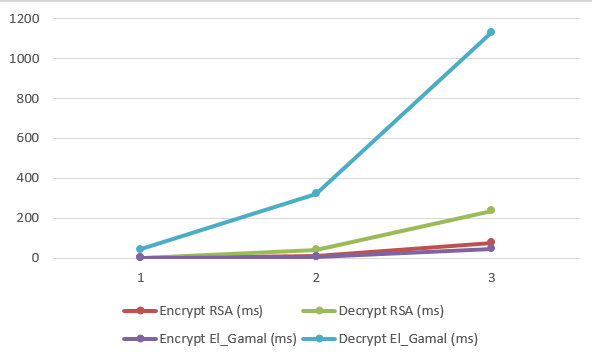 1200
1000
800
600
400
200
0
1 2 3
Encrypt RSA (ms) Decrypt RSA (ms)
Encrypt El_Gamal (ms) Decrypt El_Gamal (ms)